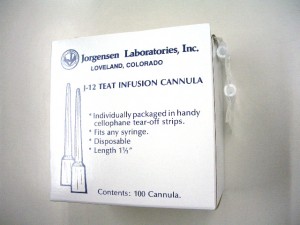 Jorgensen Laboratories, Inc.
LOVELAND, COLORADO
J-12 TEAT INFUSION CANNULA
* Individually packaged in handy
cellophane tear-off strips.
* Fits any syringe.
* Disposable
* Length 1½"
Contents: 100 Cannula.